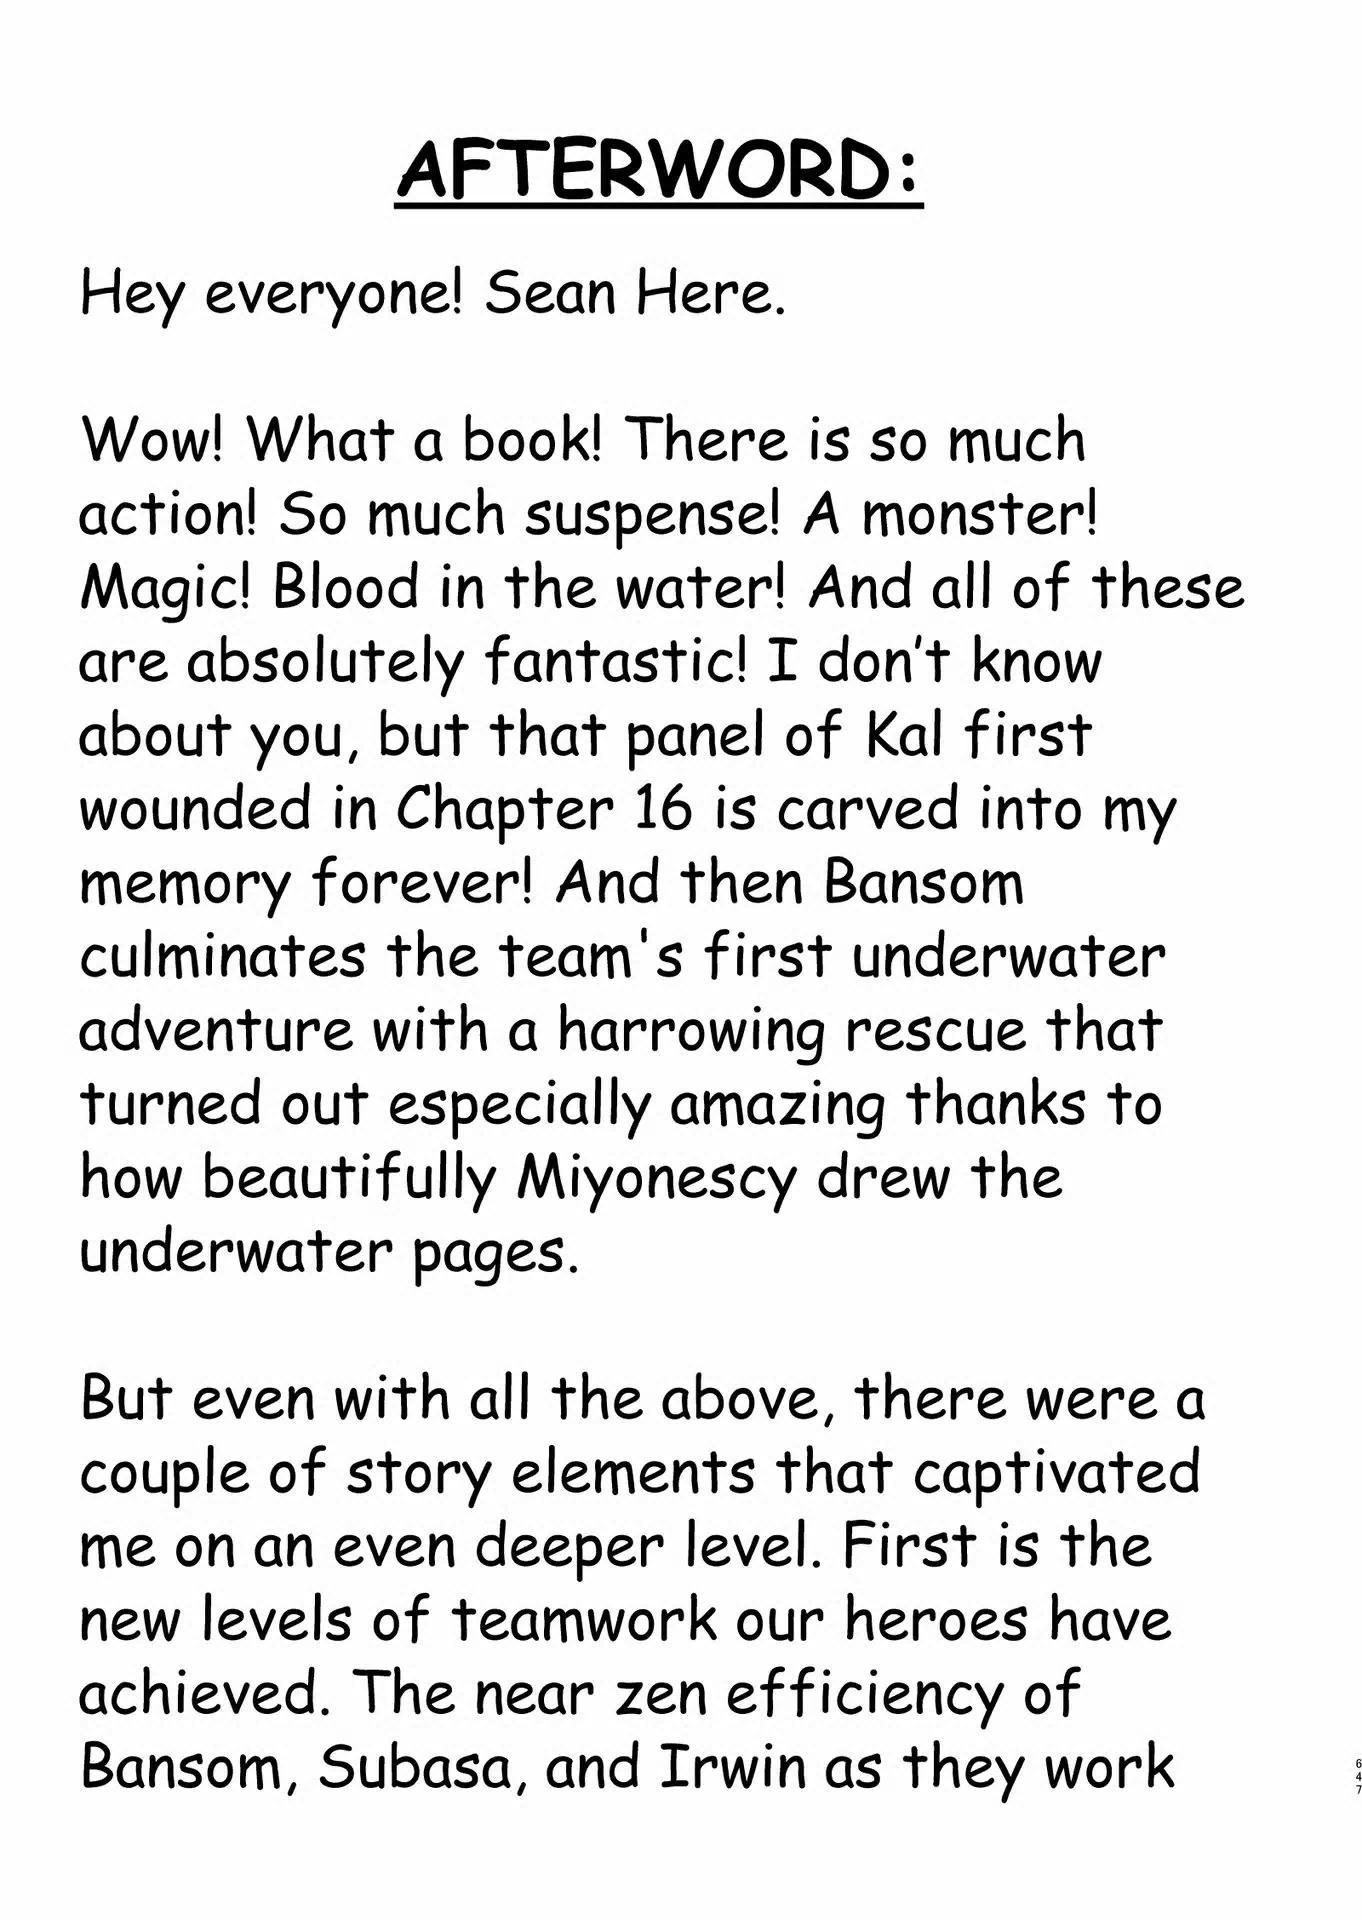 AFTERWORD:
Hey everyone! Sean Here.
Wow! What a book! There is so much
action! So much suspense! A monster!
Magic! Blood in the water! And all of these
are absolutely fantastic! I don’t know
about you, but that panel of Kal first
wounded in Chapter 16 is carved into my
memory forever! And then Bansom
culminates the team's first underwater
adventure with a harrowing rescue that
turned out especially amazing thanks to
how beautifully Miyonescy drew the
underwater pages.
But even with all the above, there were a
couple of story elements that captivated
me on an even deeper level. First is the
new levels of teamwork our heroes have
achieved. The near zen efficiency of
Bansom, Subasa, and Irwin as they work
647